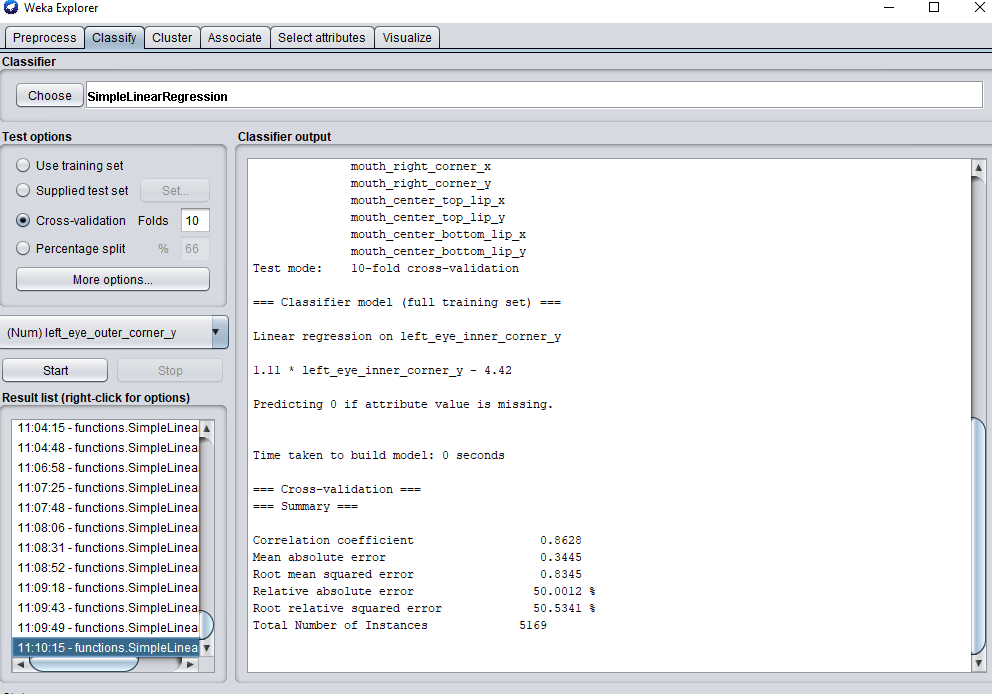 Weka Explorer
Preprocess Classify Cluster Associate Select attributes Visualize
Classifier
Choose SimpleLinearRegression
Test options
Use training set
Supplied test set Set...
Cross-validation Folds 10
Percentage split % 66
More options...
(Num) left_eye_outer_corner_y
Start Stop
Result list (right-click for options)
11:04:15 - functions.SimpleLinea
11:04:48 - functions.SimpleLinea
11:06:58 - functions.SimpleLinea
11:07:25 - functions.SimpleLinea
11:07:48 - functions.SimpleLinea
11:08:06 - functions.SimpleLinea
11:08:31 - functions.SimpleLinea
11:08:52 - functions.SimpleLinea
11:09:18 - functions.SimpleLinea
11:09:43 - functions.SimpleLinea
11:09:49 - functions.SimpleLinea
11:10:15 - functions.SimpleLinea
Classifier output
mouth_right_corner_x
mouth_right_corner_y
mouth_center_top_lip_x
mouth_center_top_lip_y
mouth_center_bottom_lip_x
mouth_center_bottom_lip_y
Test mode: 10-fold cross-validation
=== Classifier model (full training set) ===
Linear regression on left_eye_inner_corner_y
1.11 * left_eye_inner_corner_y - 4.42
Predicting 0 if attribute value is missing.
Time taken to build model: 0 seconds
=== Cross-validation ===
=== Summary ===
Correlation coefficient 0.8628
Mean absolute error 0.3445
Root mean squared error 0.8345
Relative absolute error 50.0012 %
Root relative squared error 50.5341 %
Total Number of Instances 5169